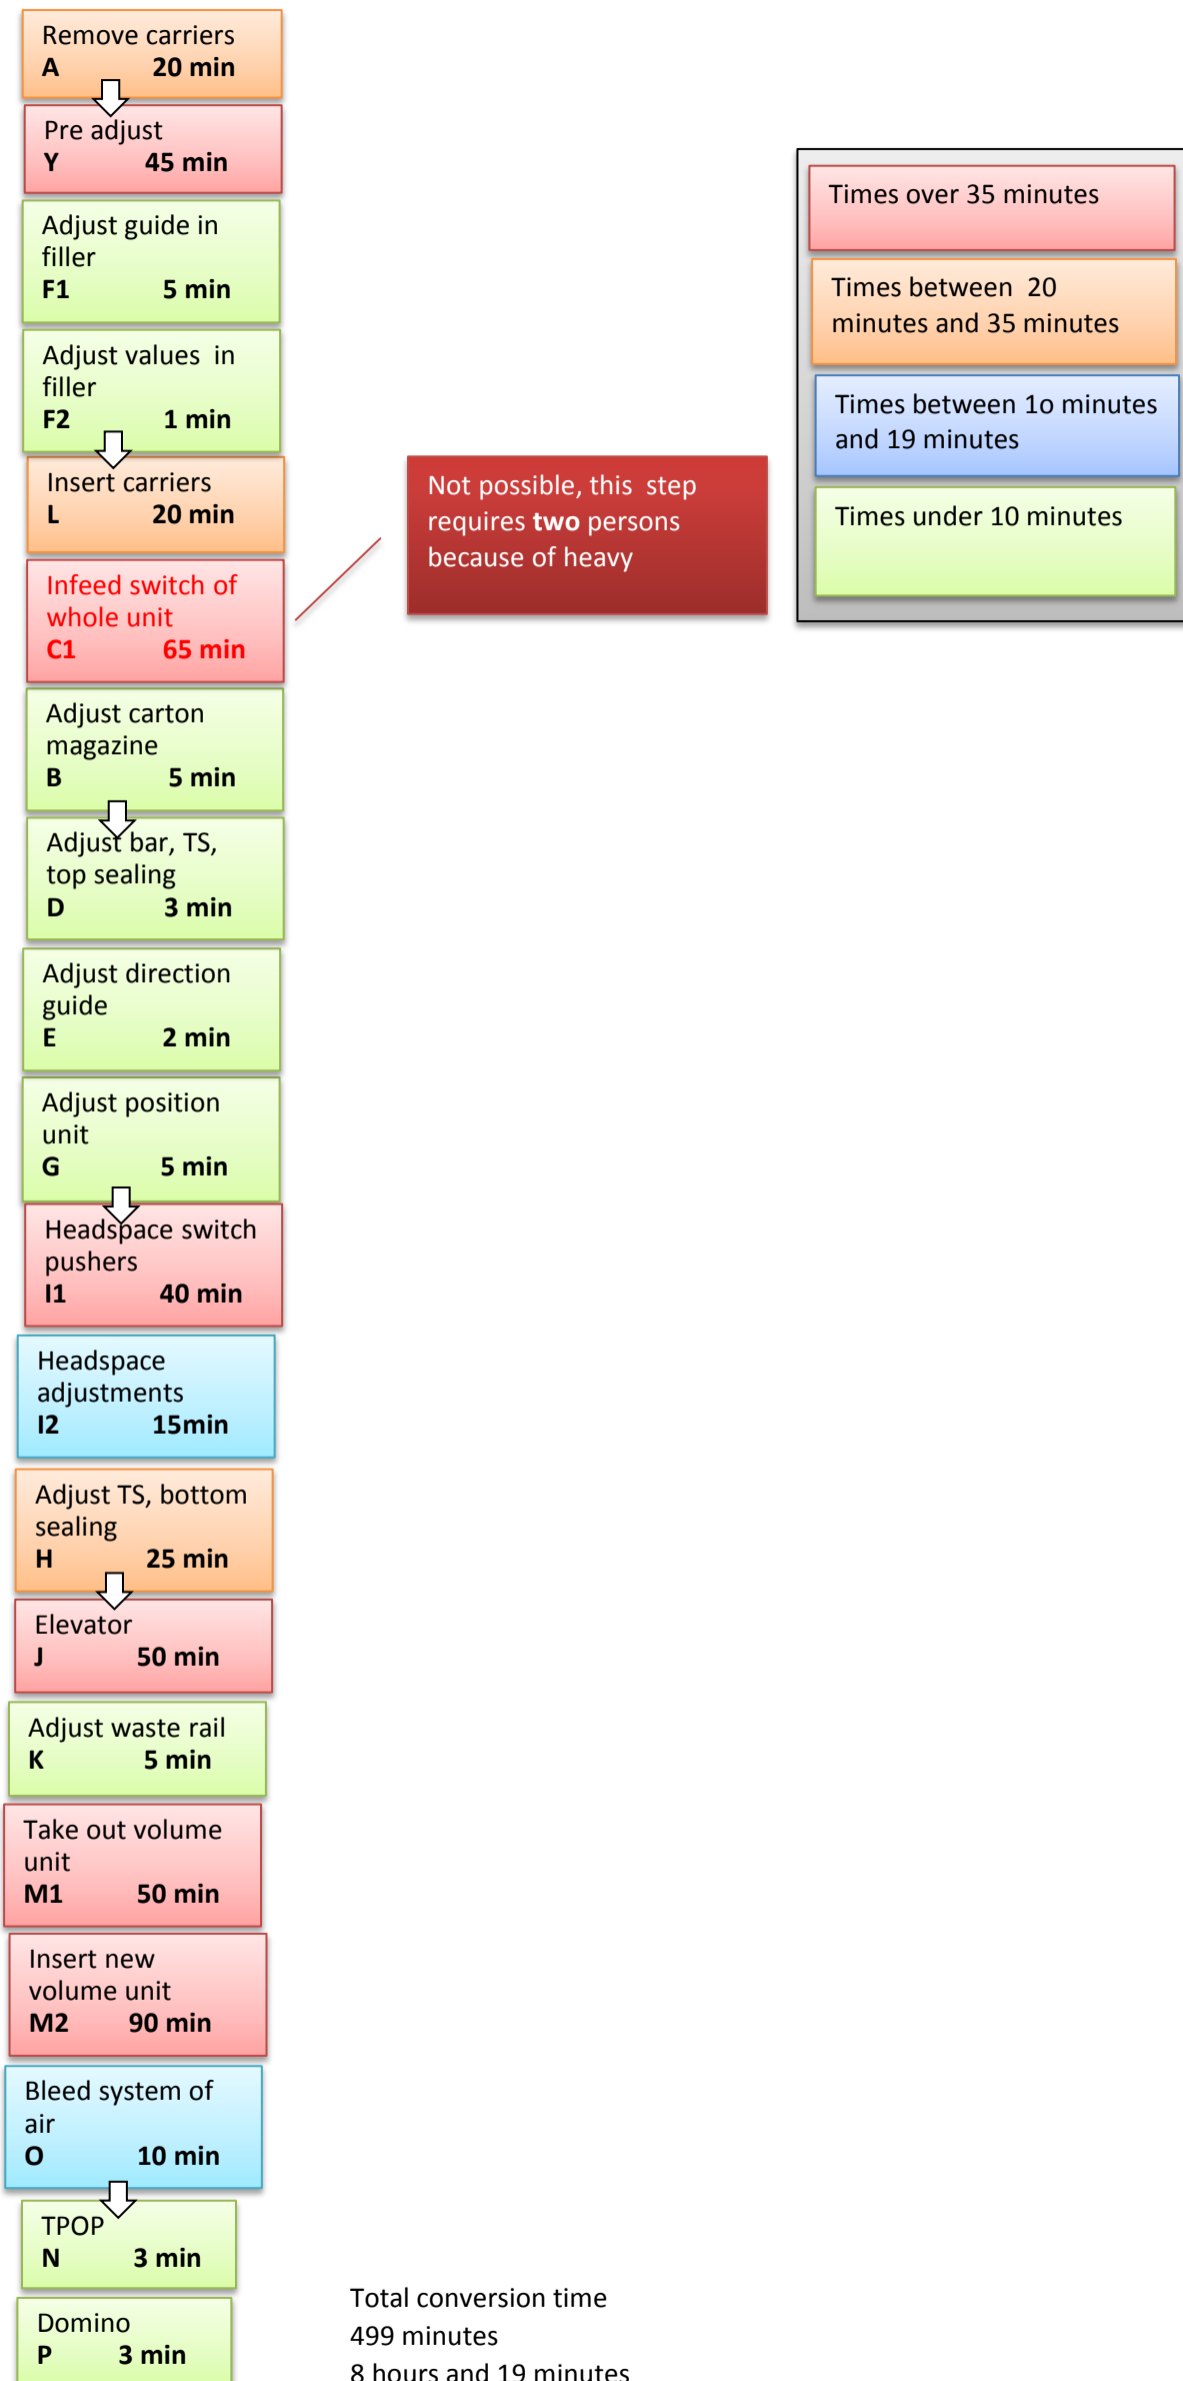 Remove carriers
A 20 min
Pre adjust
Y 45 min
Adjust guide in
filler
F1 5 min
Adjust values in
filler
F2 1 min
Insert carriers
L 20 min
Infeed switch of
whole unit
C1 65 min
Adjust carton
magazine
B 5 min
Adjust bar, TS,
top sealing
D 3 min
Adjust direction
guide
E 2 min
Adjust position
unit
G 5 min
Headspace switch
pushers
I1 40 min
Headspace
adjustments
I2 15min
Adjust TS, bottom
sealing
H 25 min
Elevator
J 50 min
Adjust waste rail
K 5 min
Take out volume
unit
M1 50 min
Insert new
volume unit
M2 90 min
Bleed system of
air
O 10 min
TPOP
N 3 min
Domino
P 3 min
Not possible, this step
requires two persons
because of heavy
Times over 35 minutes
Times between 20
minutes and 35 minutes
Times between 1o minutes
and 19 minutes
Times under 10 minutes
Total conversion time
499 minutes
8 hours and 19 minutes